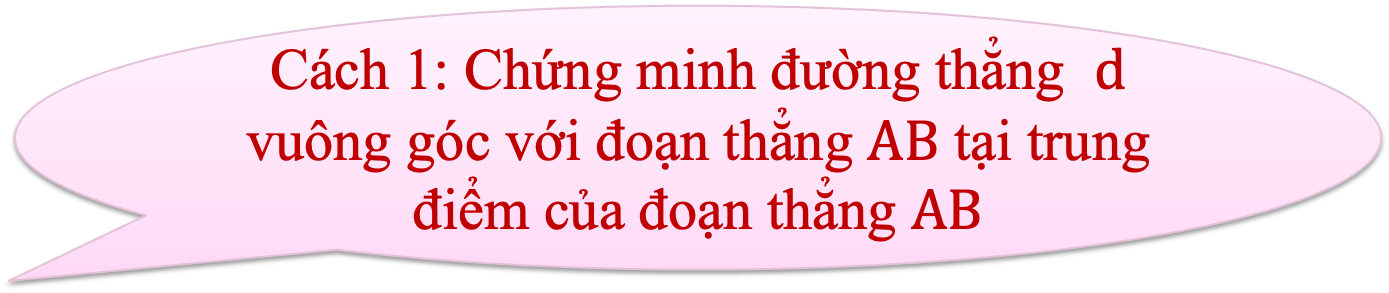 Cách 1: Chứng minh đường thẳng  d
vuông góc với đoạn thẳng AB tại trung
điểm của đoạn thẳng AB